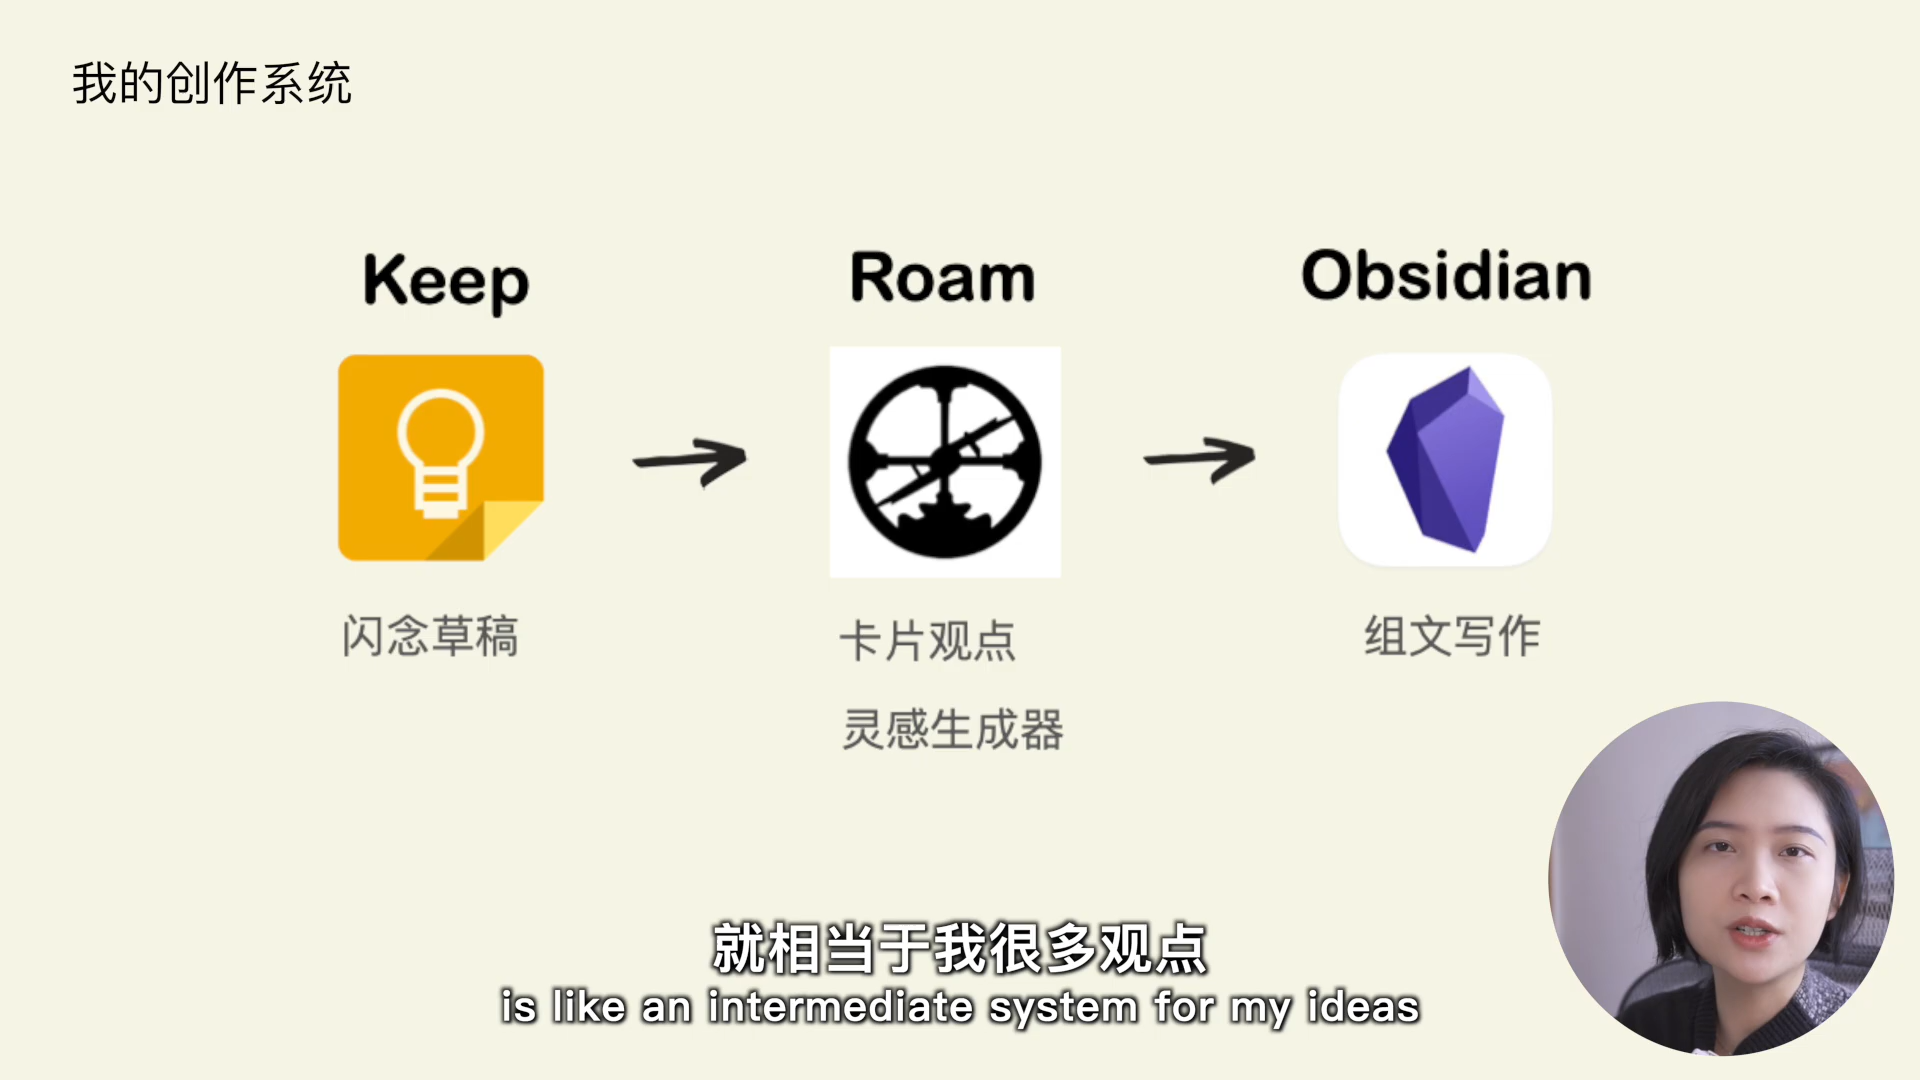 我的创作系统
Keep
Roam
Obsidian
闪念草稿
卡片观点
灵感生成器
组文写作
就相当于我很多观点
is like an intermediate system for my ideas